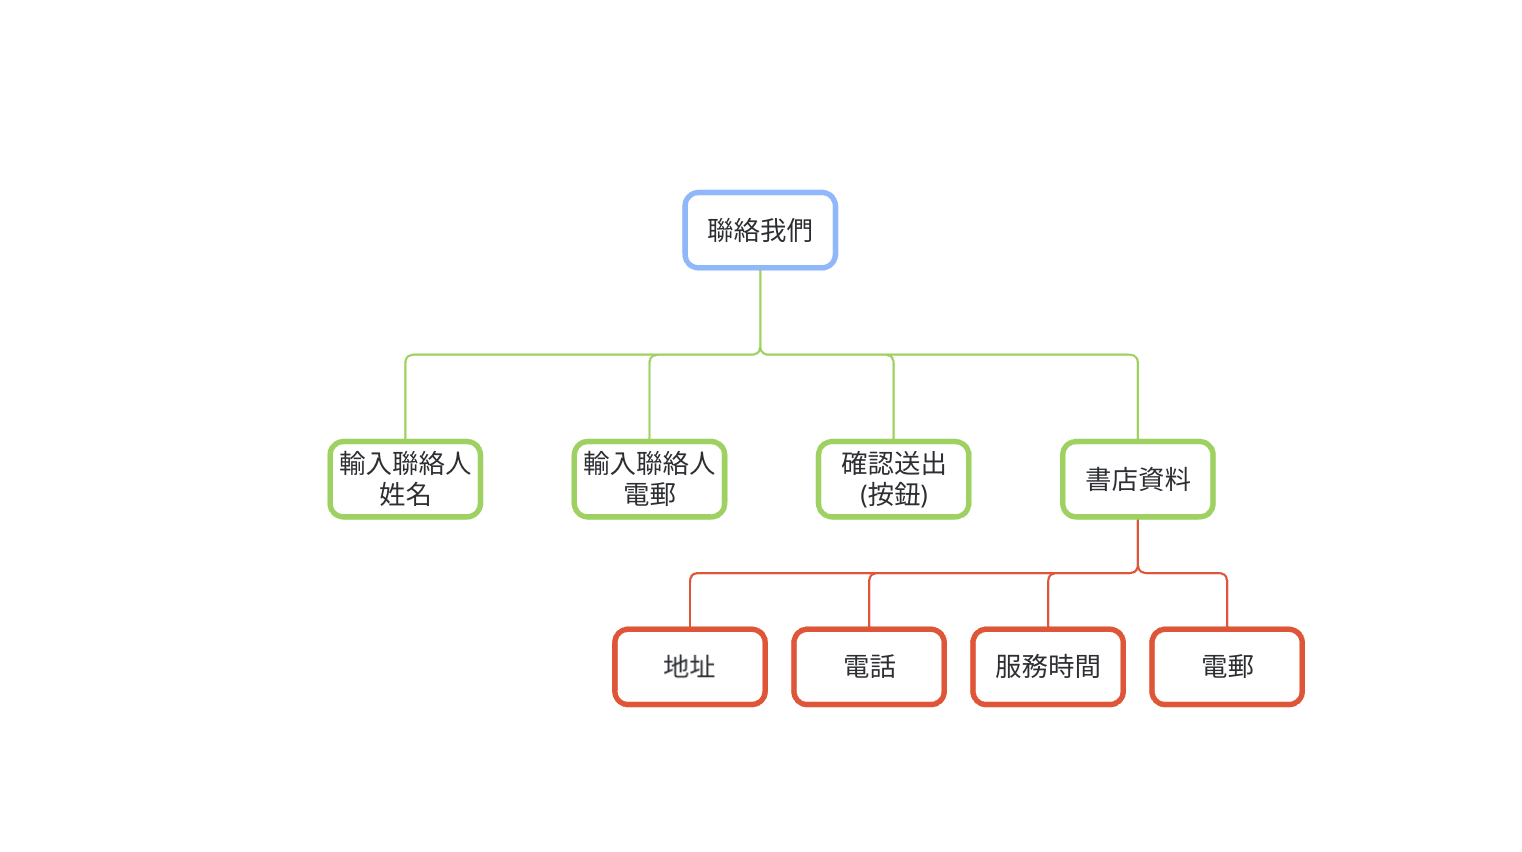 聯絡我們
輸入聯絡人
姓名
輸入聯絡人
電郵
確認送出
(按鈕)
書店資料
地址
電話
服務時間
電郵